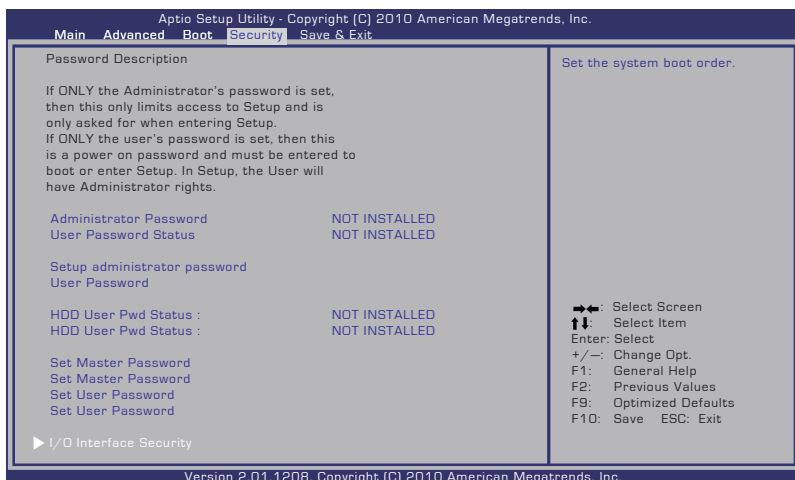 Aptio Setup Utility - Copyright (C) 2010 American Megatrends, Inc.
Main Advanced Boot Security Save & Exit
Password Description
If ONLY the Administrator's password is set,
then this only limits access to Setup and is
only asked for when entering Setup.
If ONLY the user's password is set, then this
is a power on password and must be entered to
boot or enter Setup. In Setup, the User will
have Administrator rights.
Administrator Password NOT INSTALLED
User Password Status NOT INSTALLED
Setup administrator password
User Password
HDD User Pwd Status : NOT INSTALLED
HDD User Pwd Status : NOT INSTALLED
Set Master Password
Set Master Password
Set User Password
Set User Password
▶ I/O Interface Security
Set the system boot order.
→←: Select Screen
↑↓: Select Item
Enter: Select
+/—: Change Opt.
F1: General Help
F2: Previous Values
F9: Optimized Defaults
F10: Save ESC: Exit
Version 2.01.1208. Copyright (C) 2010 American Megatrends, Inc.